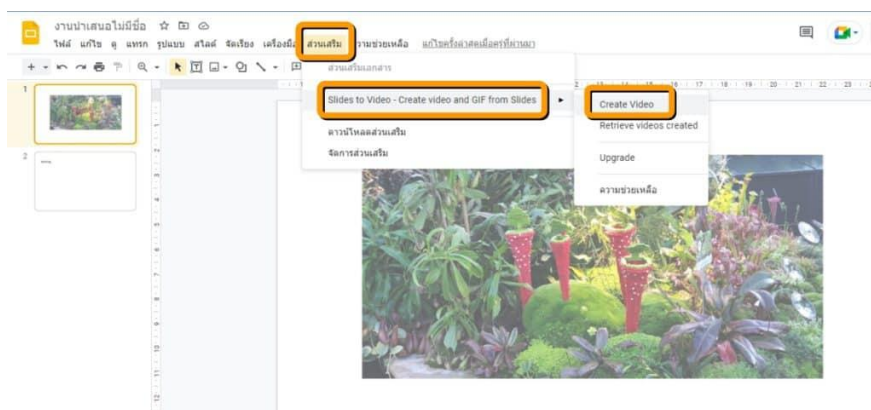 งานนำเสนอไม่มีชื่อ
ไฟล์ แก้ไข ดู แทรก รูปแบบ สไลด์ จัดเรียง เครื่องมือ ส่วนเสริม ความช่วยเหลือ แก้ไขครั้งล่าสุดเมื่อครู่ที่ผ่านมา
ส่วนเสริมเอกสาร
Slides to Video - Create video and GIF from Slides
Create Video
Retrieve videos created
ดาวน์โหลดส่วนเสริม
จัดการส่วนเสริม
Upgrade
ความช่วยเหลือ
1
2